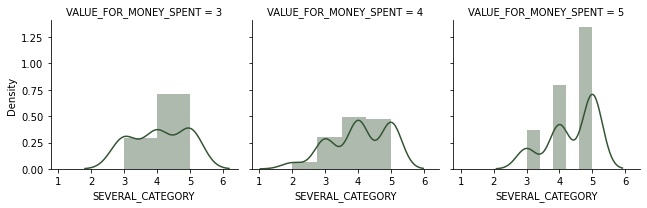 VALUE_FOR_MONEY_SPENT = 3
VALUE_FOR_MONEY_SPENT = 4
VALUE_FOR_MONEY_SPENT = 5
Density
1.25
1.00
0.75
0.50
0.25
0.00
1 2 3 4 5 6
1 2 3 4 5 6
1 2 3 4 5 6
SEVERAL_CATEGORY
SEVERAL_CATEGORY
SEVERAL_CATEGORY